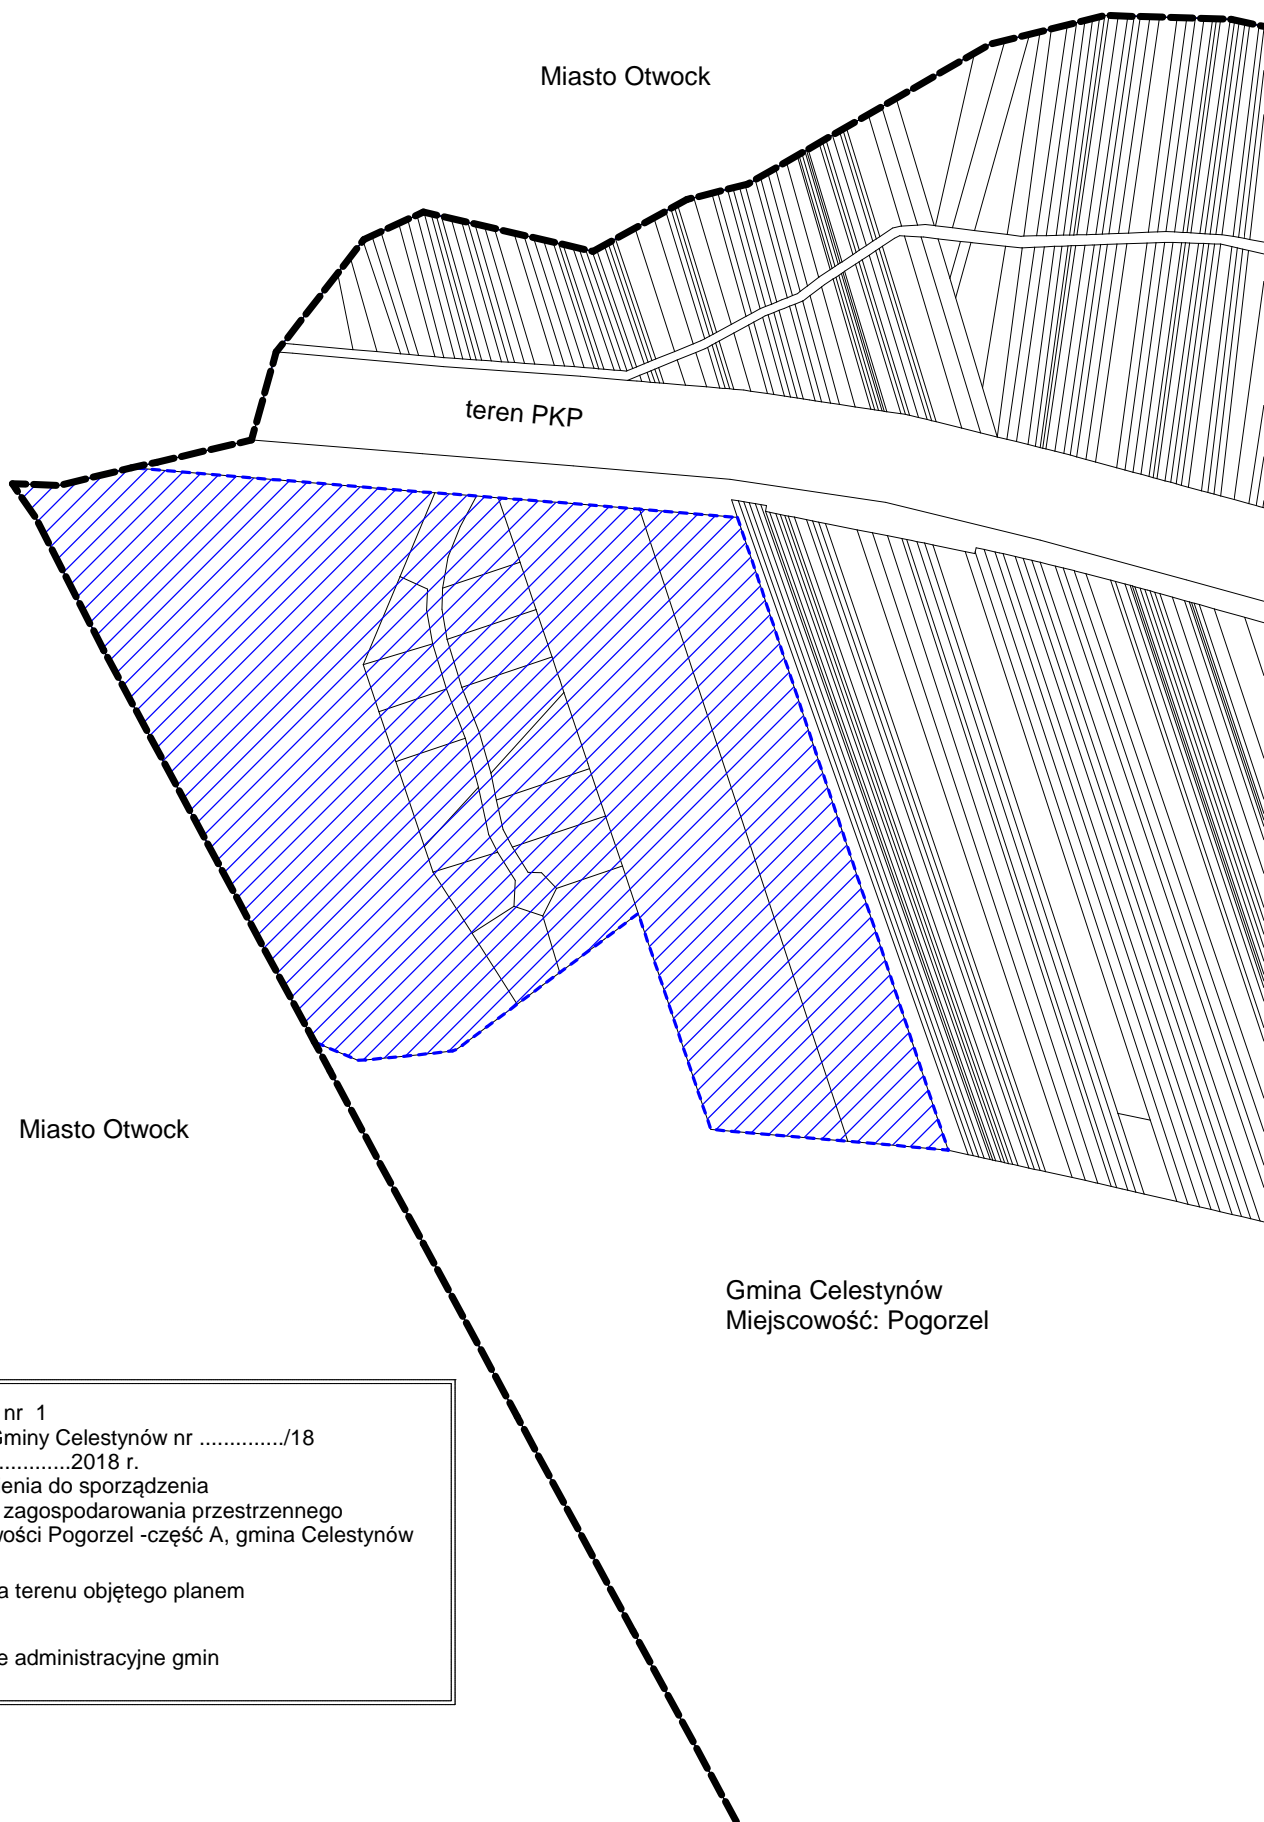 Miasto Otwock
teren PKP
Miasto Otwock
Gmina Celestynów
Miejscowość: Pogorzel
nr 1
Gminy Celestynów nr ............../18
............2018 r.
enia do sporządzenia
zagospodarowania przestrzennego
wości Pogorzel -część A, gmina Celestynów
a terenu objętego planem
e administracyjne gmin